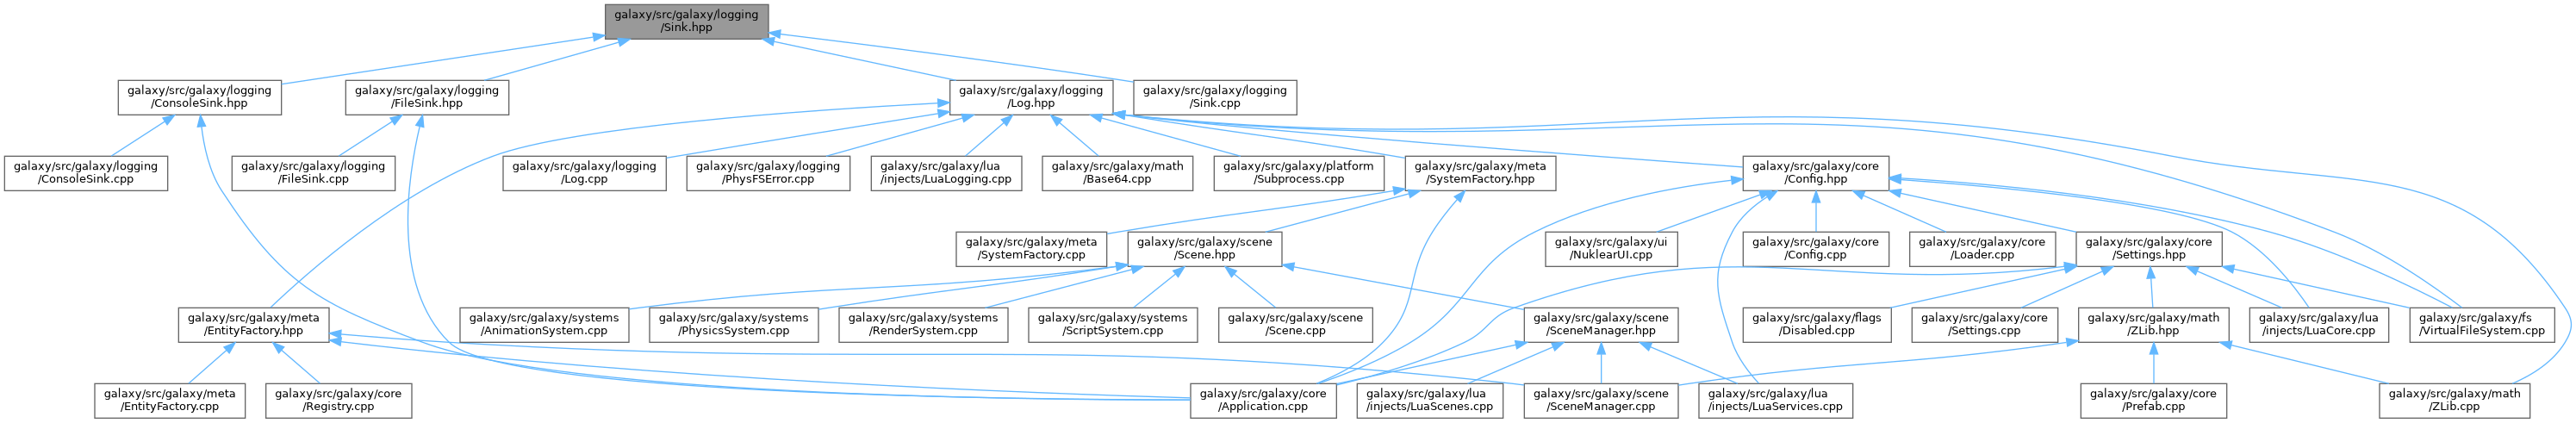 galaxy/src/galaxy/logging
/Sink.hpp
galaxy/src/galaxy/logging
/ConsoleSink.hpp
galaxy/src/galaxy/logging
/FileSink.hpp
galaxy/src/galaxy/logging
/Log.hpp
galaxy/src/galaxy/logging
/Sink.cpp
galaxy/src/galaxy/logging
/ConsoleSink.cpp
galaxy/src/galaxy/logging
/FileSink.cpp
galaxy/src/galaxy/logging
/Log.cpp
galaxy/src/galaxy/logging
/PhysFSError.cpp
galaxy/src/galaxy/lua
/injects/LuaLogging.cpp
galaxy/src/galaxy/math
/Base64.cpp
galaxy/src/galaxy/platform
/Subprocess.cpp
galaxy/src/galaxy/meta
/SystemFactory.hpp
galaxy/src/galaxy/core
/Config.hpp
galaxy/src/galaxy/meta
/SystemFactory.cpp
galaxy/src/galaxy/scene
/Scene.hpp
galaxy/src/galaxy/ui
/NuklearUI.cpp
galaxy/src/galaxy/core
/Config.cpp
galaxy/src/galaxy/core
/Loader.cpp
galaxy/src/galaxy/core
/Settings.hpp
galaxy/src/galaxy/meta
/EntityFactory.hpp
galaxy/src/galaxy/systems
/AnimationSystem.cpp
galaxy/src/galaxy/systems
/PhysicsSystem.cpp
galaxy/src/galaxy/systems
/RenderSystem.cpp
galaxy/src/galaxy/systems
/ScriptSystem.cpp
galaxy/src/galaxy/scene
/Scene.cpp
galaxy/src/galaxy/scene
/SceneManager.hpp
galaxy/src/galaxy/flags
/Disabled.cpp
galaxy/src/galaxy/core
/Settings.cpp
galaxy/src/galaxy/math
/ZLib.hpp
galaxy/src/galaxy/lua
/injects/LuaCore.cpp
galaxy/src/galaxy/fs
/VirtualFileSystem.cpp
galaxy/src/galaxy/meta
/EntityFactory.cpp
galaxy/src/galaxy/core
/Registry.cpp
galaxy/src/galaxy/core
/Application.cpp
galaxy/src/galaxy/lua
/injects/LuaScenes.cpp
galaxy/src/galaxy/scene
/SceneManager.cpp
galaxy/src/galaxy/lua
/injects/LuaServices.cpp
galaxy/src/galaxy/core
/Prefab.cpp
galaxy/src/galaxy/math
/ZLib.cpp